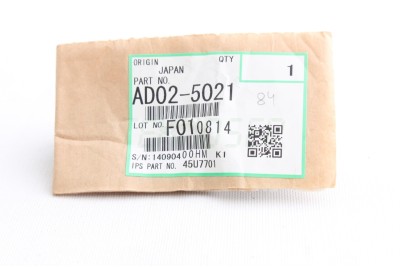 ORIGIN QTY
JAPAN 1
PART NO.
AD02-5021
84
LOT NO. F010814
S/N:14090400HM K1
IPS PART NO. 45U7701